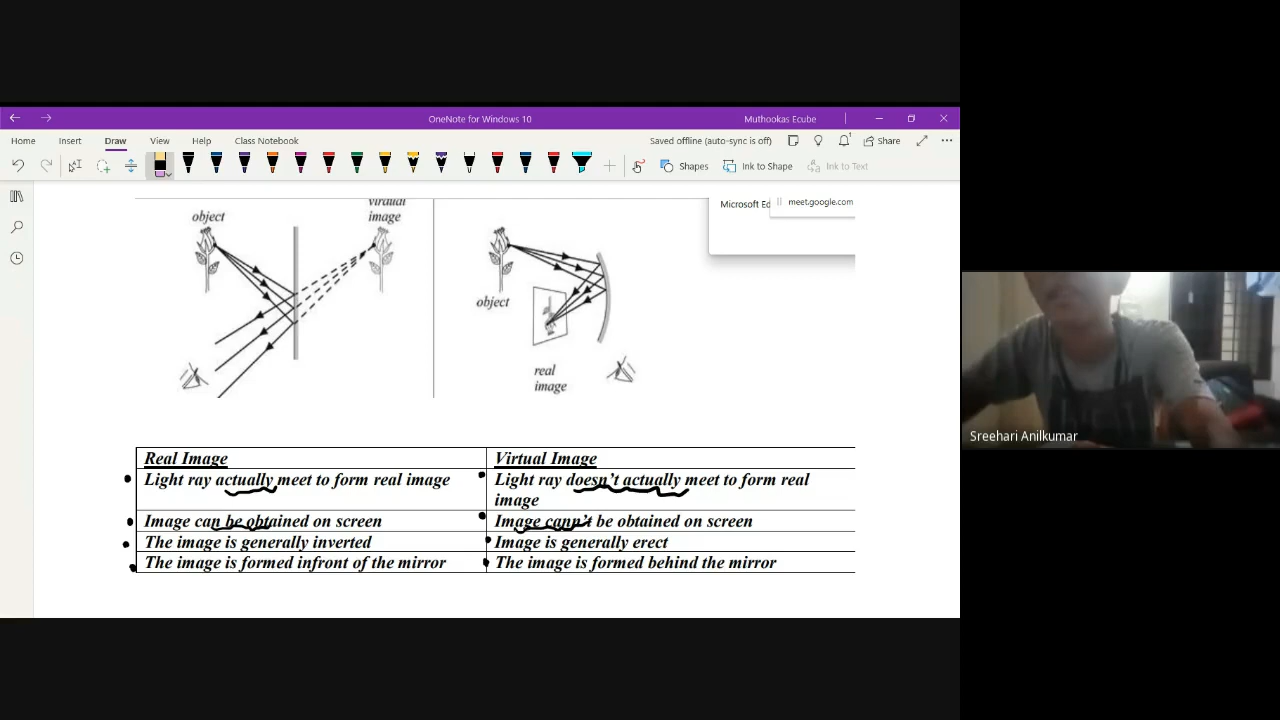 OneNote for Windows 10
Muthookas Ecube
Home Insert Draw View Help Class Notebook
Saved offline (auto-sync is off)
Share
Shapes
Ink to Shape
Ink to Text
Microsoft Ed
meet.google.com
object
virtual
image
object
real
image
Real Image
Virtual Image
Light ray actually meet to form real image
Light ray doesn't actually meet to form real
image
Image can be obtained on screen
Image cann't be obtained on screen
The image is generally inverted
Image is generally erect
The image is formed infront of the mirror
The image is formed behind the mirror
Sreehari Anilkumar